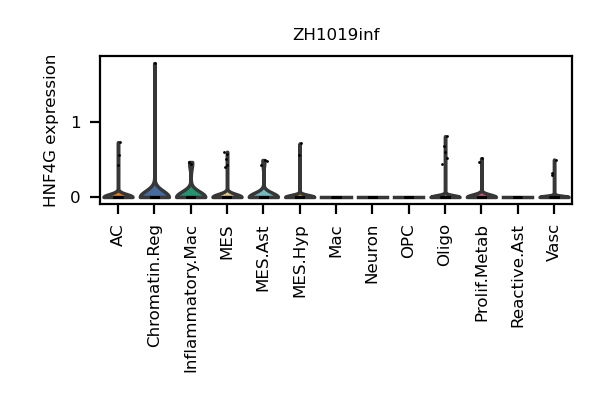 ZH1019inf
HNF4G expression
1
0
AC
Chromatin.Reg
Inflammatory.Mac
MES
MES.Ast
MES.Hyp
Mac
Neuron
OPC
Oligo
Prolif.Metab
Reactive.Ast
Vasc